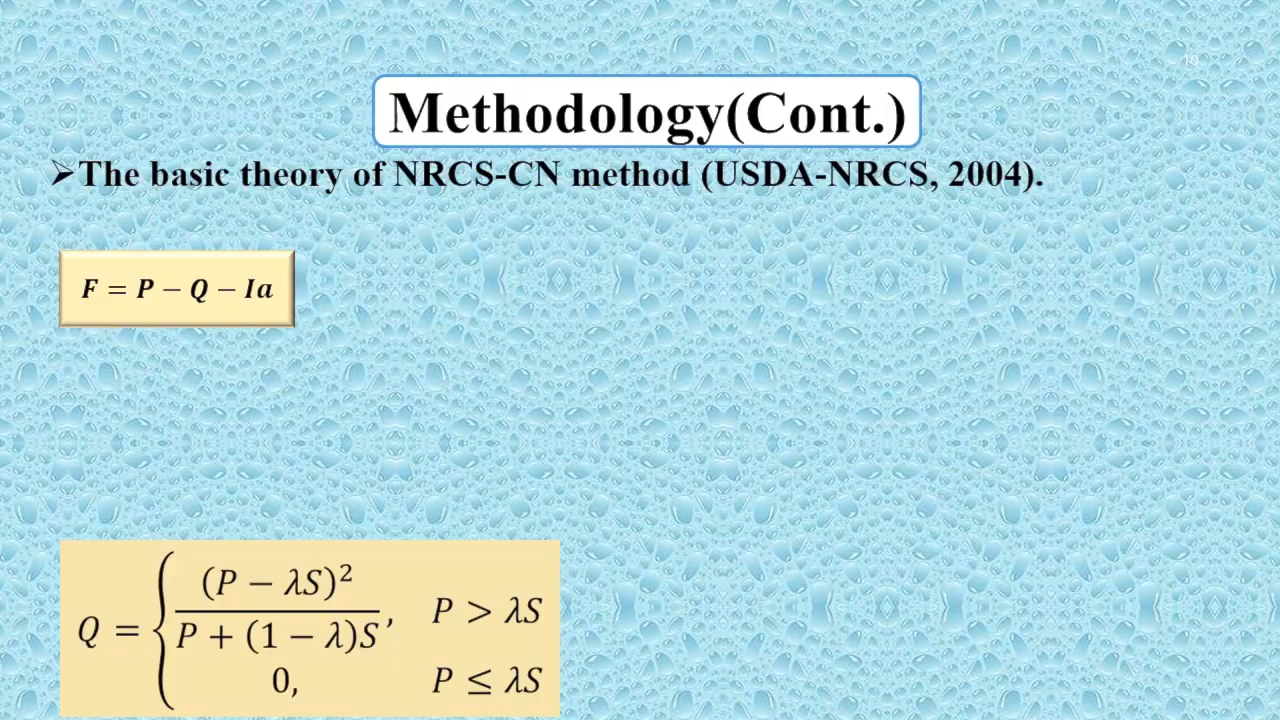 18
Methodology(Cont.)
➢The basic theory of NRCS-CN method (USDA-NRCS, 2004).
F = P − Q − Ia
Q = { (P − λS)² / P + (1 − λ)S, P > λS
0, P ≤ λS